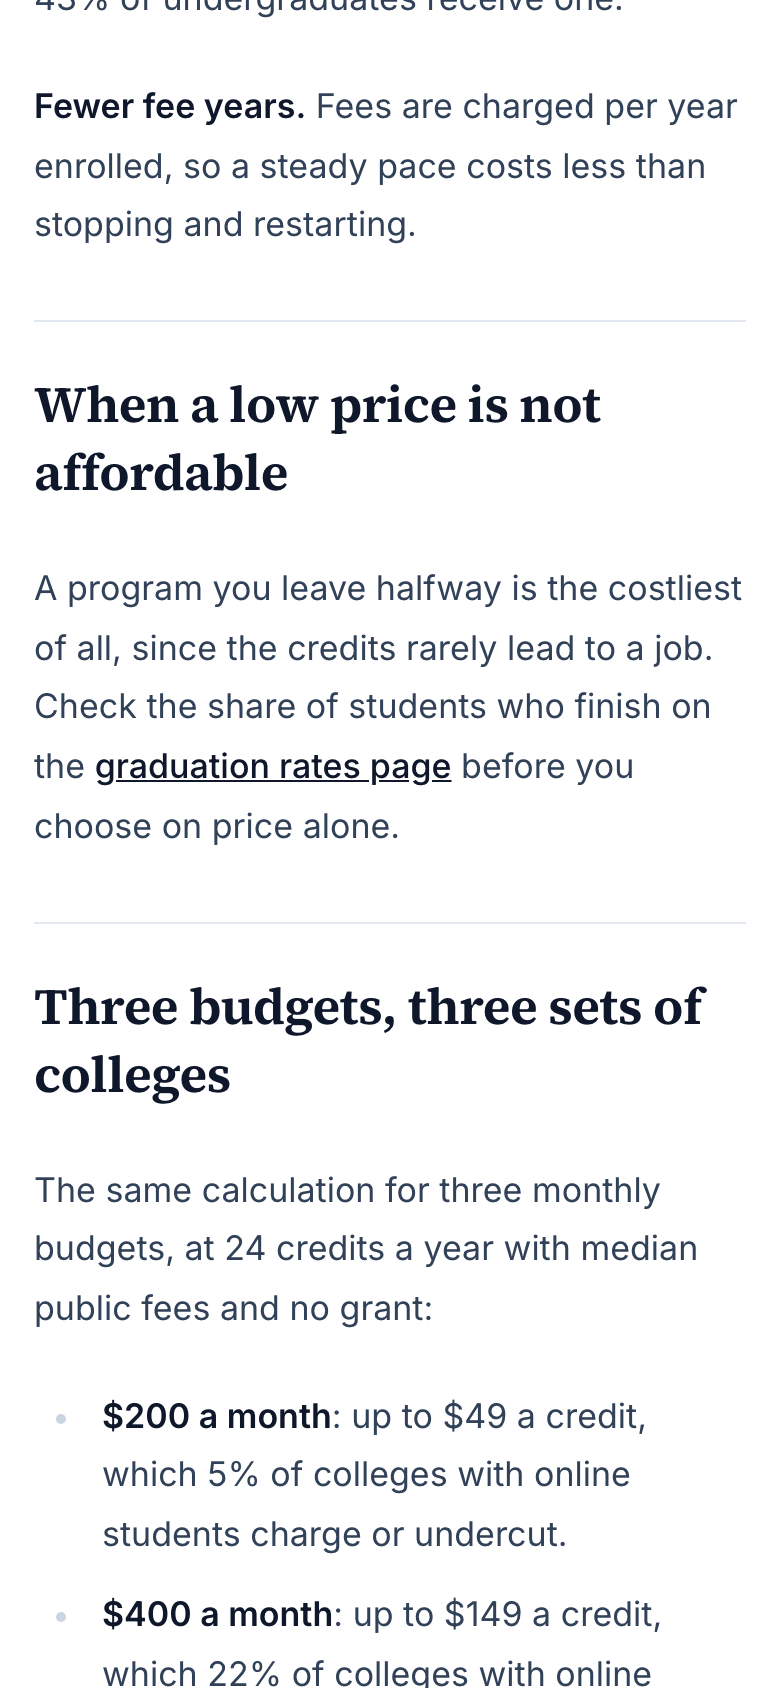 43% of undergraduates receive one.
Fewer fee years. Fees are charged per year
enrolled, so a steady pace costs less than
stopping and restarting.
When a low price is not
affordable
A program you leave halfway is the costliest
of all, since the credits rarely lead to a job.
Check the share of students who finish on
the graduation rates page before you
choose on price alone.
Three budgets, three sets of
colleges
The same calculation for three monthly
budgets, at 24 credits a year with median
public fees and no grant:
$200 a month: up to $49 a credit,
which 5% of colleges with online
students charge or undercut.
$400 a month: up to $149 a credit,
which 22% of colleges with online